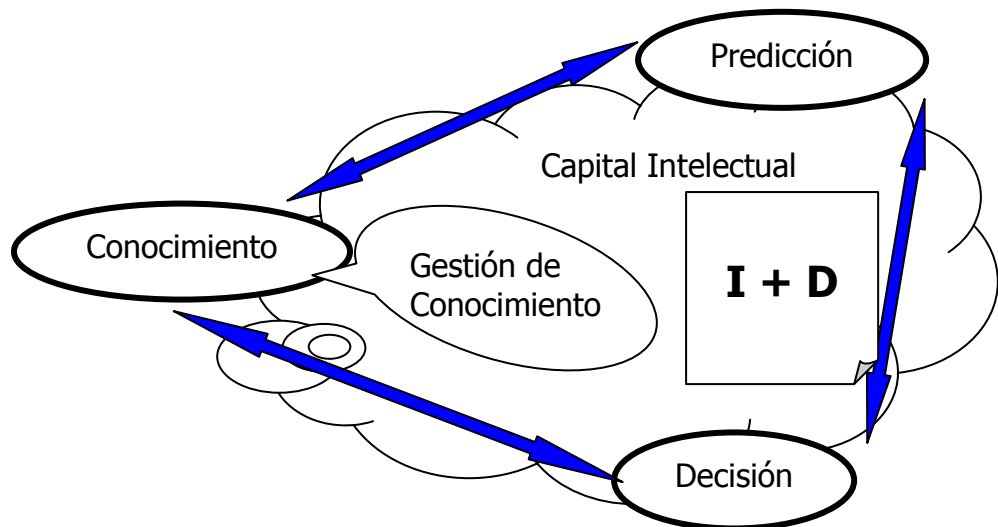 Predicción
Capital Intelectual
Conocimiento
Gestión de
Conocimiento
I + D
Decisión